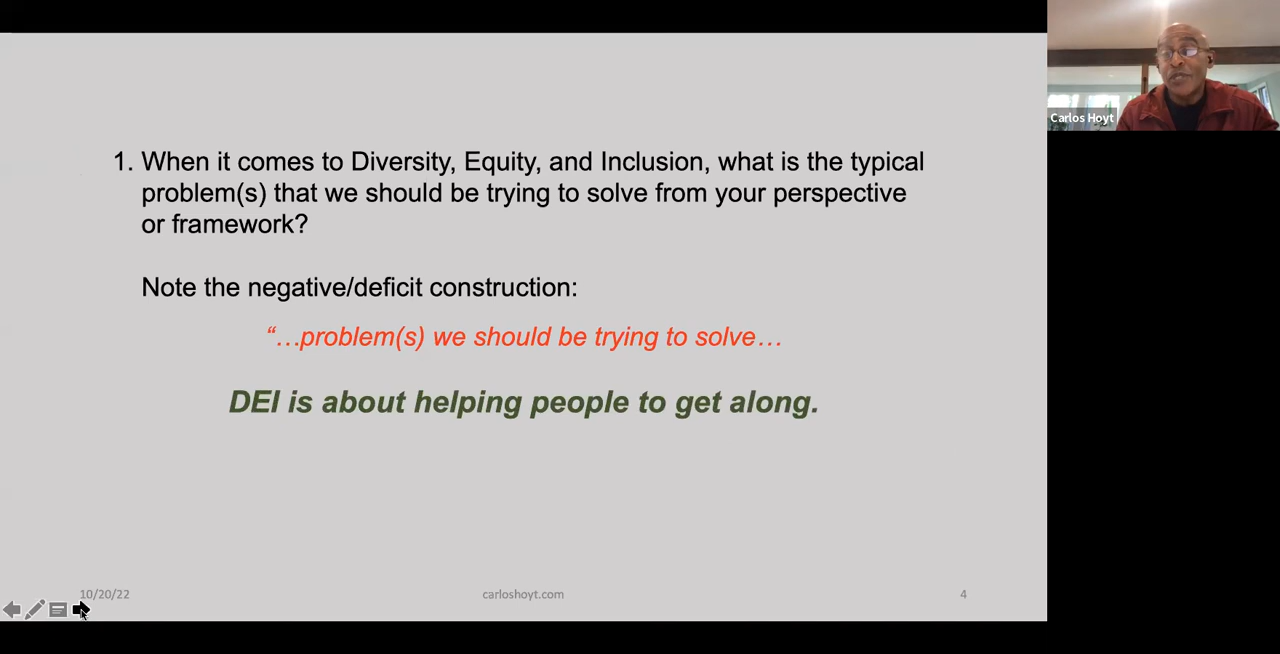 1. When it comes to Diversity, Equity, and Inclusion, what is the typical
problem(s) that we should be trying to solve from your perspective
or framework?
Note the negative/deficit construction:
“…problem(s) we should be trying to solve…
DEI is about helping people to get along.
10/20/22
carloshoyt.com
4
Carlos Hoyt